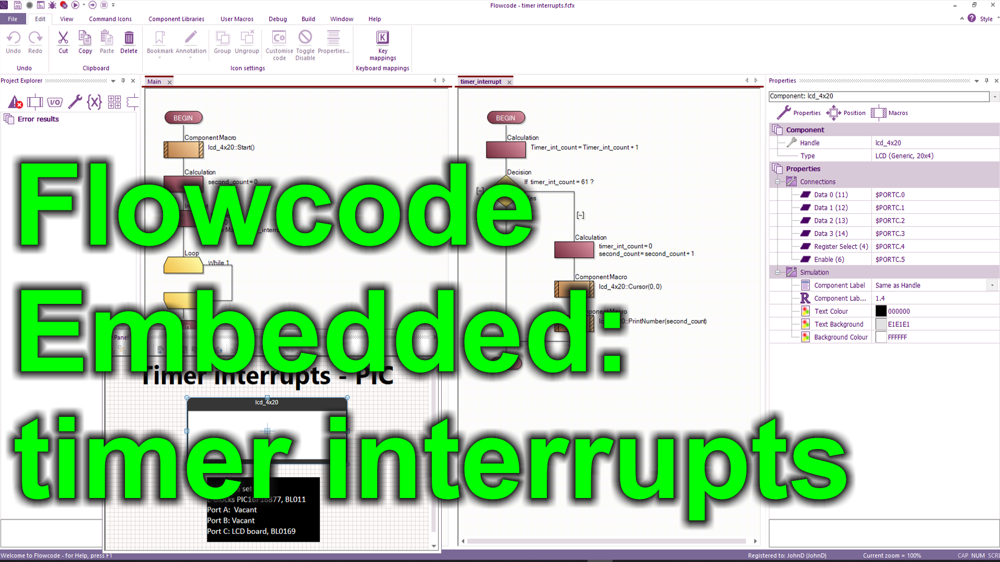 Flowcode - timer interrupts.fcfx
File Edit View Command Icons Component Libraries User Macros Debug Build Window Help Style
Undo Redo Cut Copy Paste Delete Bookmark Annotation Group Ungroup Customise code Toggle Disable Properties... Key mappings
Undo Clipboard Icon settings Keyboard mappings
Project Explorer
Error results
Main
BEGIN
Component Macro
lcd_4x20::Start()
Calculation
second_count = 0
Loop
While 1
timer_interrupt
BEGIN
Calculation
Timer_int_count = Timer_int_count + 1
Decision
If timer_int_count = 61 ?
Calculation
timer_int_count = 0
second_count = second_count + 1
Component Macro
lcd_4x20::Cursor(0, 0)
PrintNumber(second_count)
Flowcode
Embedded:
timer interrupts
Panel
Timer interrupts - PIC
lcd_4x20
set
PIC16F18877, BL011
Port A: Vacant
Port B: Vacant
Port C: LCD board, BL0169
Properties
Component: lcd_4x20
Properties Position Macros
Component
Handle lcd_4x20
Type LCD (Generic, 20x4)
Properties
Connections
Data 0 (11) $PORTC.0
Data 1 (12) $PORTC.1
Data 2 (13) $PORTC.2
Data 3 (14) $PORTC.3
Register Select (4) $PORTC.4
Enable (6) $PORTC.5
Simulation
Component Label Same as Handle
Component Lab... 1.4
Text Colour 000000
Text Background E1E1E1
Background Colour FFFFFF
Welcome to Flowcode - for Help, press F1
Registered to: JohnD (JohnD) Current zoom = 100% CAP NUM SCRL